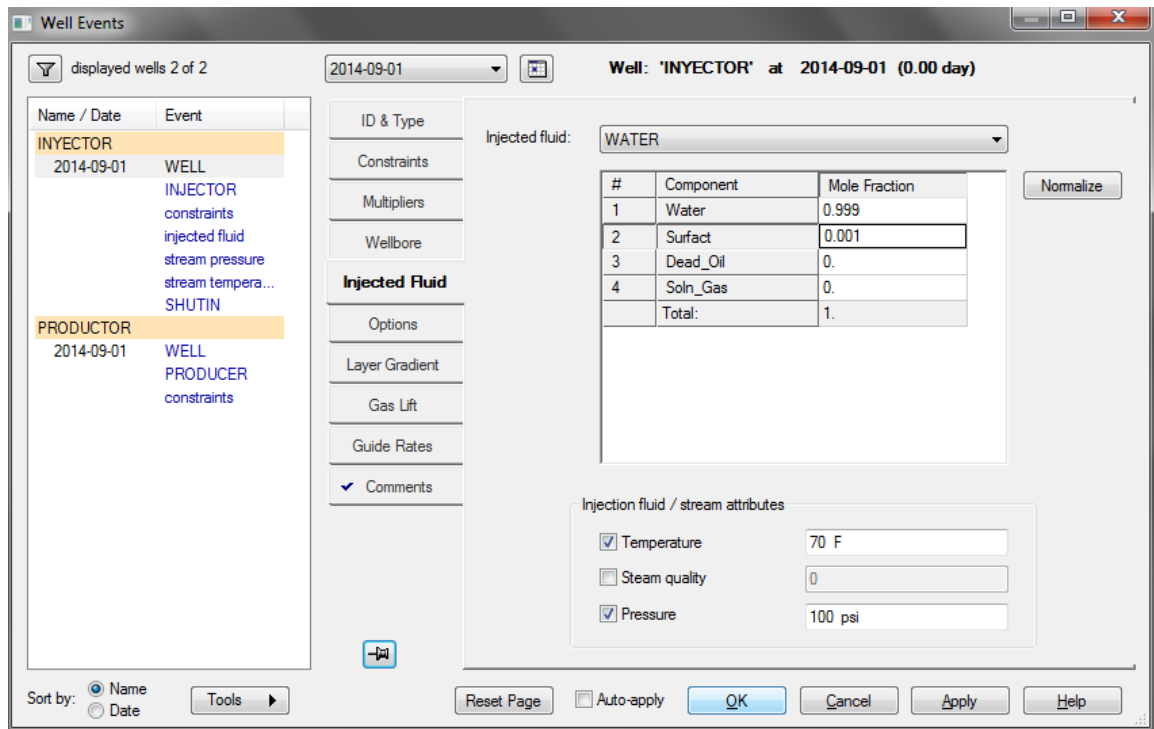 Well Events
displayed wells 2 of 2
2014-09-01
Well: 'INYECTOR' at 2014-09-01 (0.00 day)
Name / Date Event
INYECTOR
2014-09-01 WELL
INJECTOR
constraints
injected fluid
stream pressure
stream tempera...
SHUTIN
PRODUCTOR
2014-09-01 WELL
PRODUCER
constraints
ID & Type
Constraints
Multipliers
Wellbore
Injected Fluid
Options
Layer Gradient
Gas Lift
Guide Rates
Comments
Injected fluid: WATER
# Component Mole Fraction
1 Water 0.999
2 Surfact 0.001
3 Dead_Oil 0.
4 Soln_Gas 0.
Total: 1.
Normalize
Injection fluid / stream attributes
Temperature 70 F
Steam quality 0
Pressure 100 psi
Sort by: Name
Date
Tools
Reset Page
Auto-apply
OK
Cancel
Apply
Help